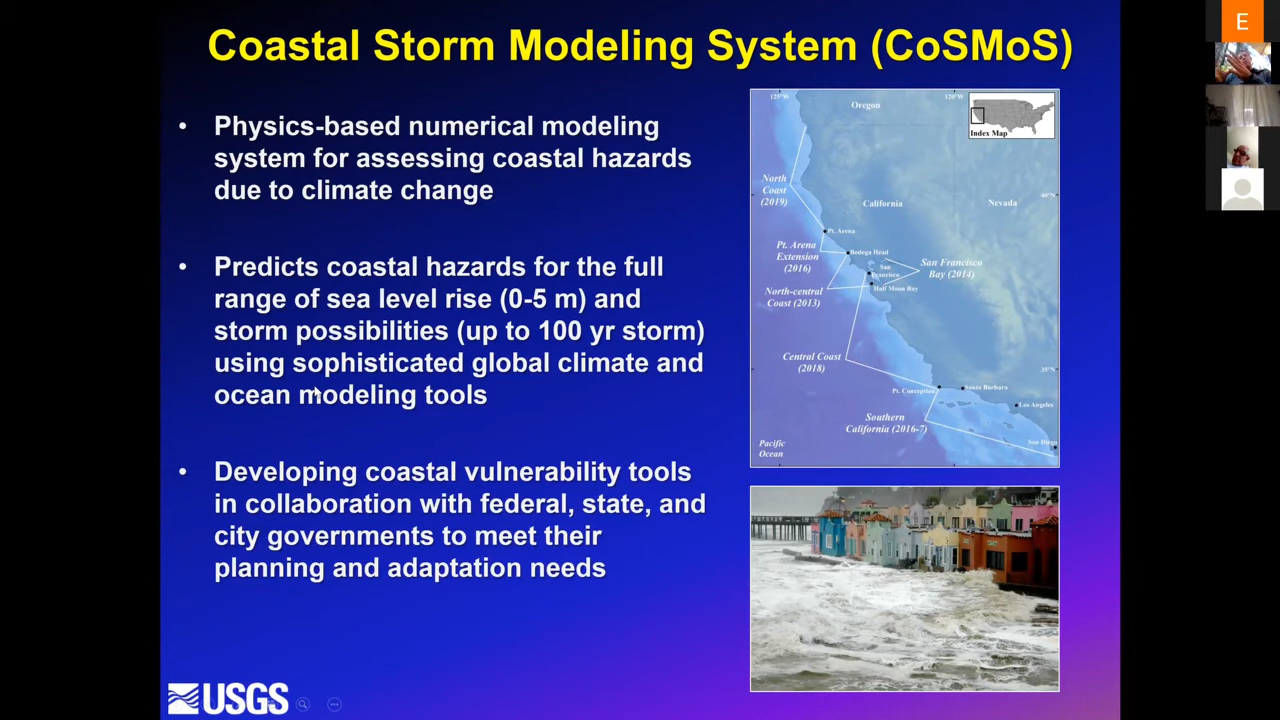 Coastal Storm Modeling System (CoSMoS)
• Physics-based numerical modeling
system for assessing coastal hazards
due to climate change
• Predicts coastal hazards for the full
range of sea level rise (0-5 m) and
storm possibilities (up to 100 yr storm)
using sophisticated global climate and
ocean modeling tools
• Developing coastal vulnerability tools
in collaboration with federal, state, and
city governments to meet their
planning and adaptation needs
USGS
125°W
120°W
Oregon
Index Map
North
Coast
(2019)
California
Nevada
40°N
Pt. Arena
Pt. Arena
Extension
(2016)
Bodega Head
San
Francisco
San Francisco
Bay (2014)
Half Moon Bay
North-central
Coast (2013)
Central Coast
(2018)
35°N
Pt. Conception
Santa Barbara
Los Angeles
Southern
California (2016-7)
San Diego
Pacific
Ocean
E